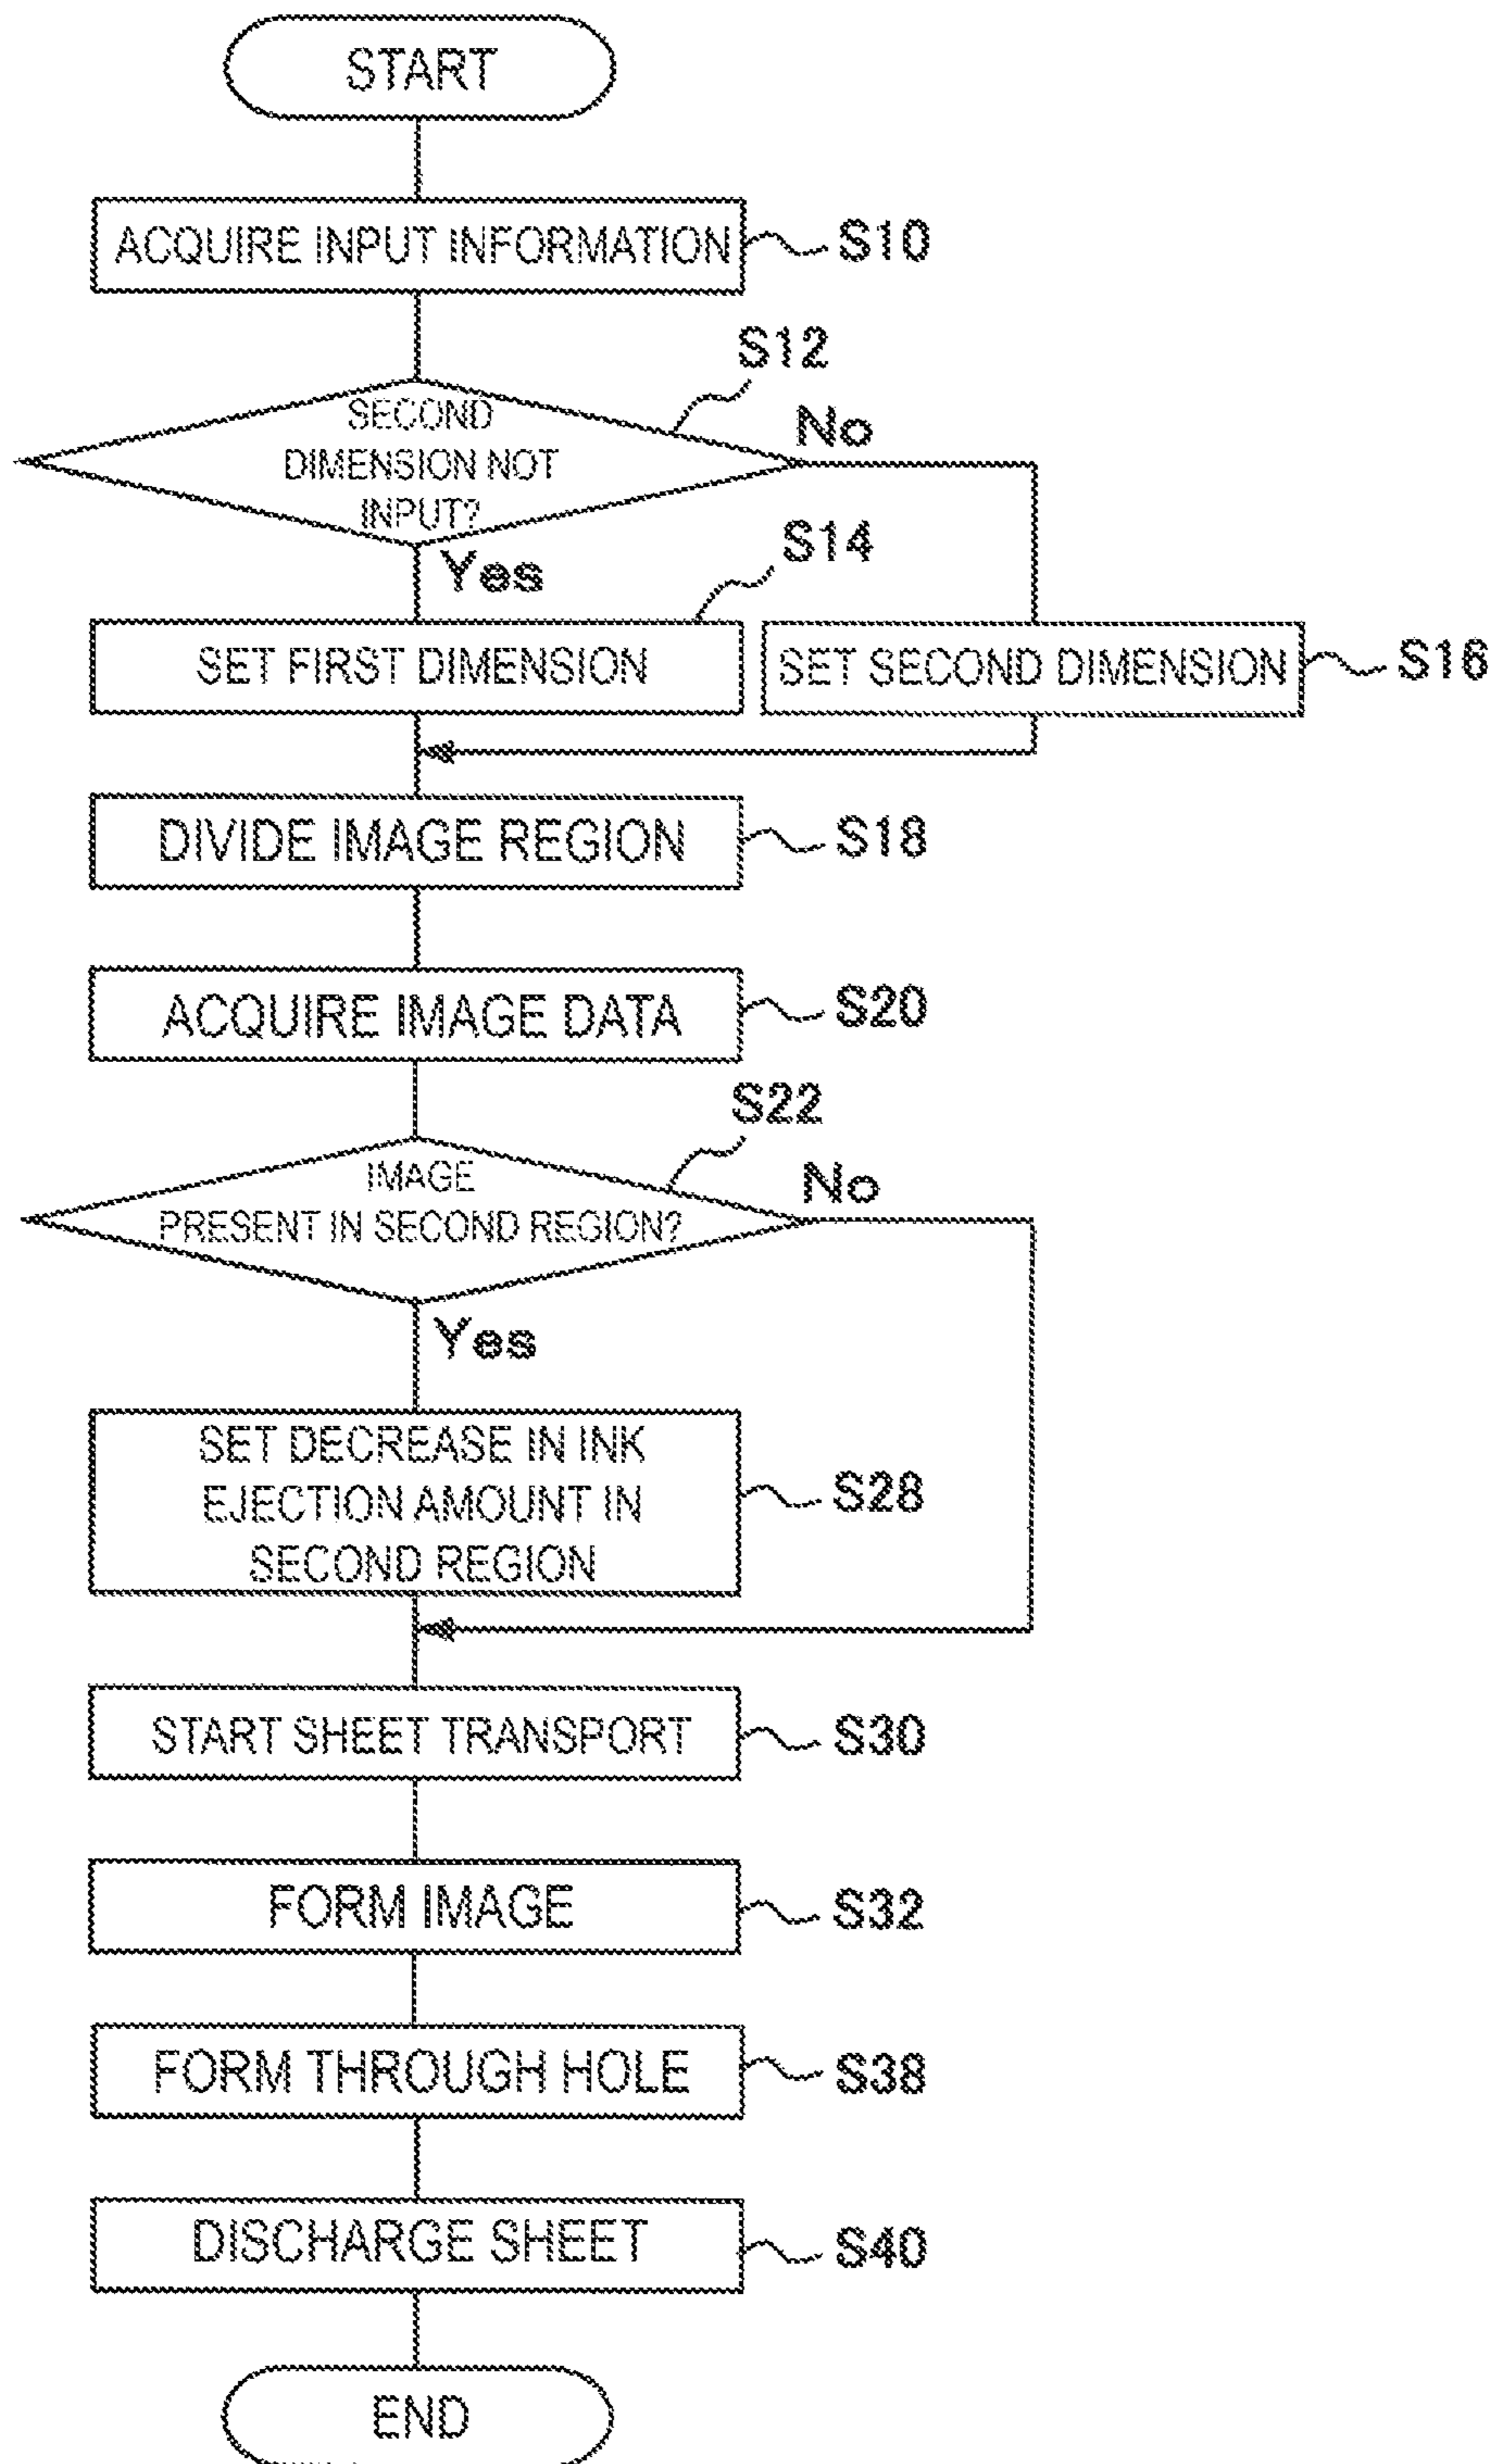 START
ACQUIRE INPUT INFORMATION
S10
S12
SECOND
DIMENSION NOT
INPUT?
No
Yes
S14
SET FIRST DIMENSION
SET SECOND DIMENSION
S16
DIVIDE IMAGE REGION
S18
ACQUIRE IMAGE DATA
S20
S22
IMAGE
PRESENT IN SECOND REGION?
No
Yes
SET DECREASE IN INK
EJECTION AMOUNT IN
SECOND REGION
S28
START SHEET TRANSPORT
S30
FORM IMAGE
S32
FORM THROUGH HOLE
S38
DISCHARGE SHEET
S40
END